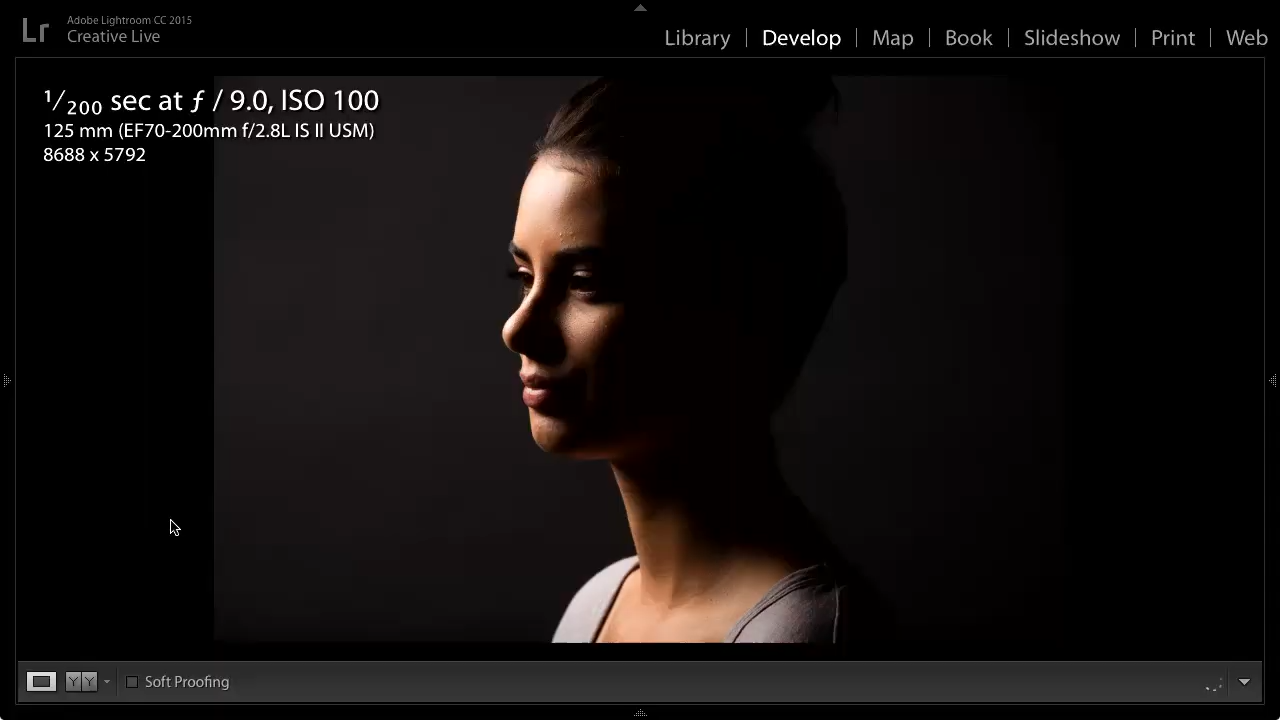 Lr
Adobe Lightroom CC 2015
Creative Live
Library | Develop | Map | Book | Slideshow | Print | Web
1/200 sec at ƒ / 9.0, ISO 100
125 mm (EF70-200mm f/2.8L IS II USM)
8688 x 5792
YY
Soft Proofing